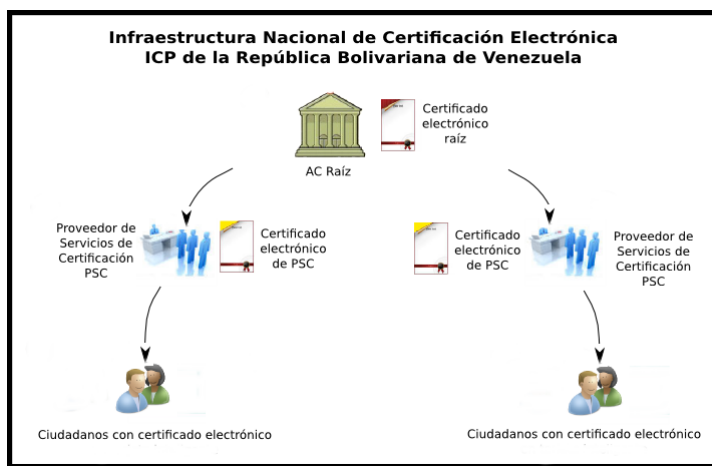 Infraestructura Nacional de Certificación Electrónica
ICP de la República Bolivariana de Venezuela
Certificado
electrónico
raíz
AC Raíz
Proveedor de
Servicios de
Certificación
PSC
Certificado
electrónico
de PSC
Certificado
electrónico
de PSC
Proveedor de
Servicios de
Certificación
PSC
Ciudadanos con certificado electrónico
Ciudadanos con certificado electrónico